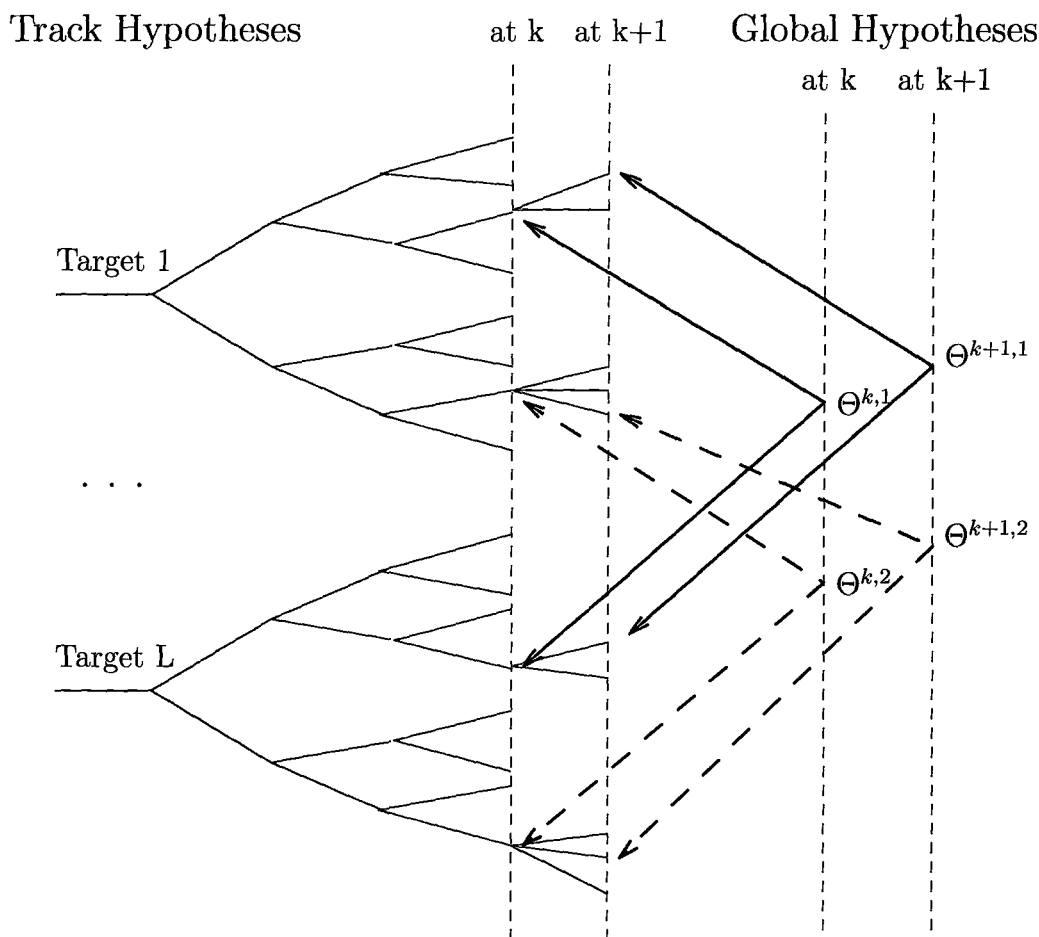 Track Hypotheses
at k
at k+1
Global Hypotheses
at k
at k+1
Target 1
Θ^{k+1,1}
Θ^{k,1}
. . .
Θ^{k+1,2}
Θ^{k,2}
Target L